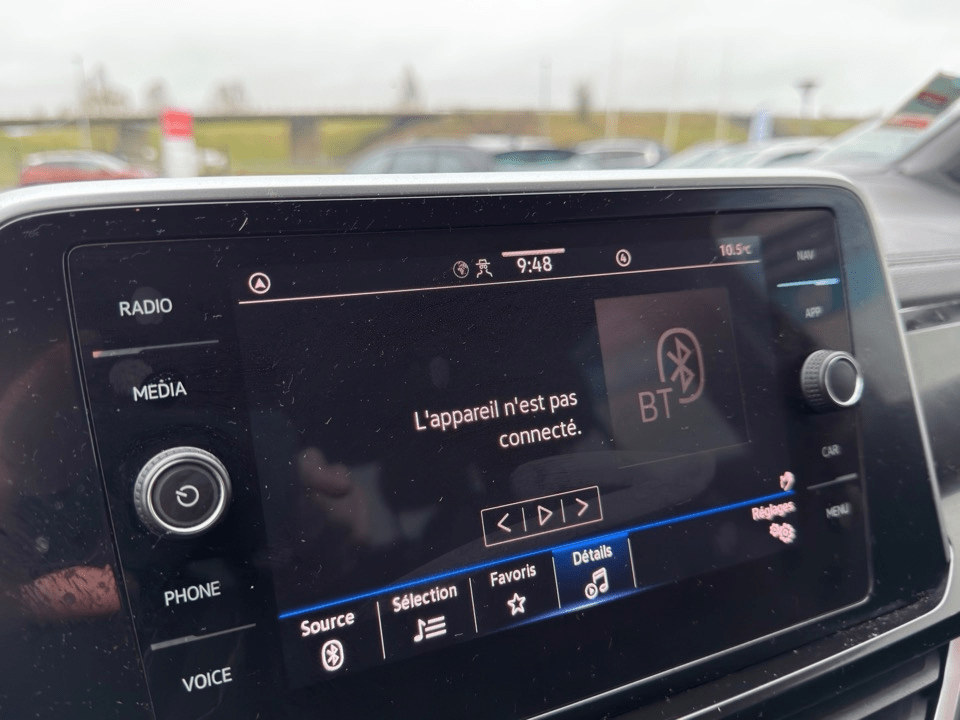 9:48
4
10.5°C
NAV
RADIO
APP
MEDIA
BT
L'appareil n'est pas
connecté.
CAR
Réglages
MENU
PHONE
Source
Sélection
Favoris
Détails
VOICE